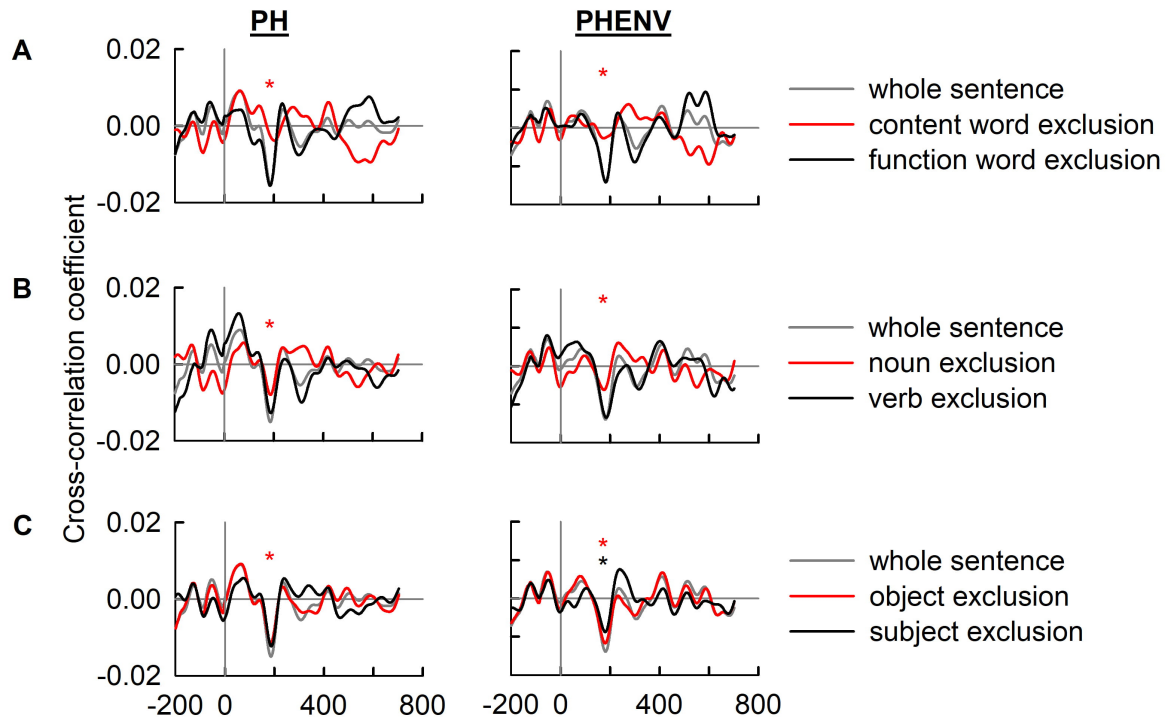 PH PHENV
A
0.02
0.00
-0.02
* *
whole sentence
content word exclusion
function word exclusion
Cross-correlation coefficient
B
0.02
0.00
-0.02
* *
whole sentence
noun exclusion
verb exclusion
C
0.02
0.00
-0.02
* *
*
whole sentence
object exclusion
subject exclusion
-200 0 400 800 -200 0 400 800